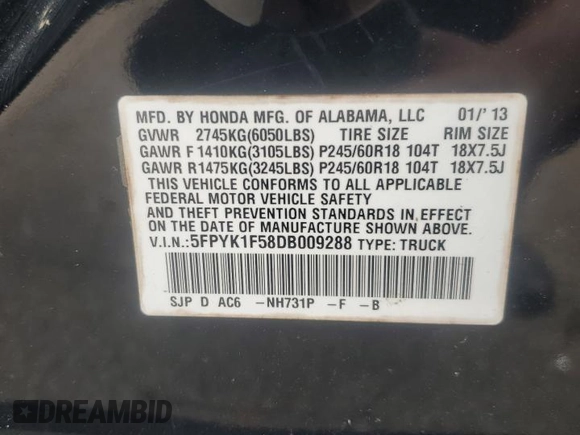 MFD. BY HONDA MFG. OF ALABAMA, LLC 01/'13
GVWR 2745KG(6050LBS) TIRE SIZE RIM SIZE
GAWR F 1410KG(3105LBS) P245/60R18 104T 18X7.5J
GAWR R1475KG(3245LBS) P245/60R18 104T 18X7.5J
THIS VEHICLE CONFORMS TO ALL APPLICABLE
FEDERAL MOTOR VEHICLE SAFETY
AND THEFT PREVENTION STANDARDS IN EFFECT ON
THE DATE OF MANUFACTURE SHOWN ABOVE.
V.I.N.:5FPYK1F58DB009288 TYPE: TRUCK
SJP D AC6 -NH731P -F -B
DREAMBID